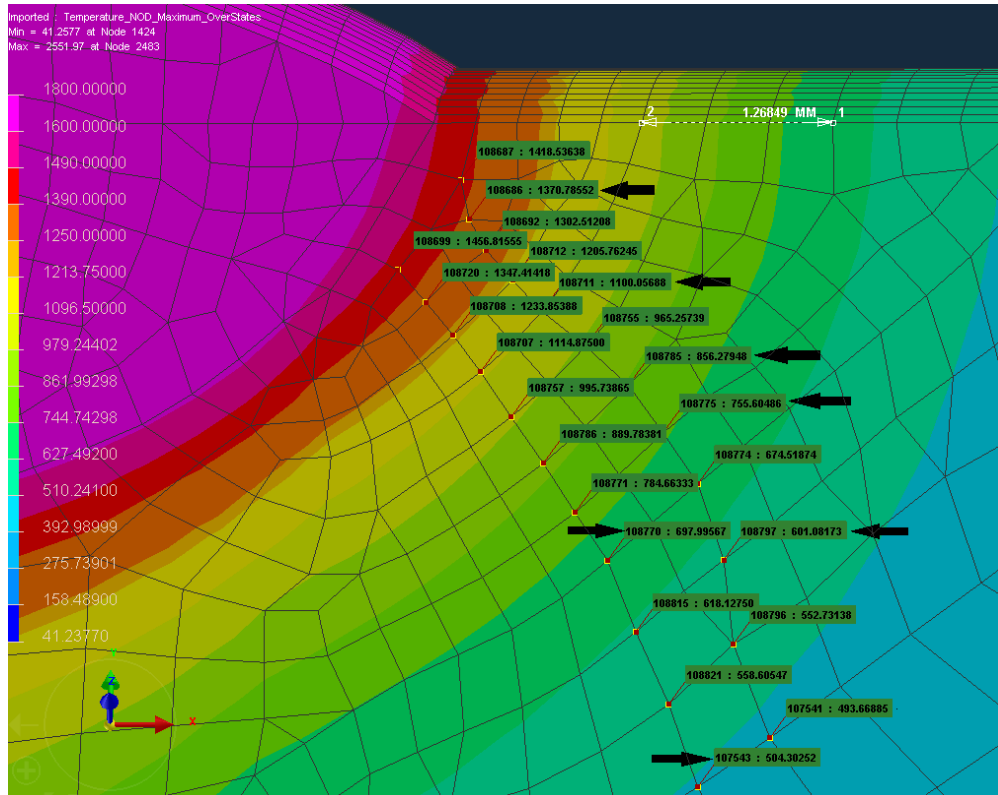 Imported : Temperature_NOD_Maximum_OverStates
Min = 41.2577 at Node 1424
Max = 2551.97 at Node 2483
1800.00000
1600.00000
1490.00000
1390.00000
1250.00000
1213.75000
1096.50000
979.24402
861.99298
744.74298
627.49200
510.24100
392.98999
275.73901
158.48900
41.23770
2 1.26849 MM 1
108687 : 1418.53638
108686 : 1370.78552
108692 : 1302.51208
108699 : 1456.81555
108712 : 1205.76245
108720 : 1347.41418
108711 : 1100.05688
108708 : 1233.85388
108755 : 965.25739
108707 : 1114.87500
108785 : 856.27948
108757 : 995.73865
108775 : 755.60486
108786 : 889.78381
108774 : 674.51874
108771 : 784.66333
108770 : 697.99567
108797 : 601.08173
108815 : 618.12750
108796 : 552.73138
108821 : 558.60547
107541 : 493.66885
107543 : 504.30252
Z
X